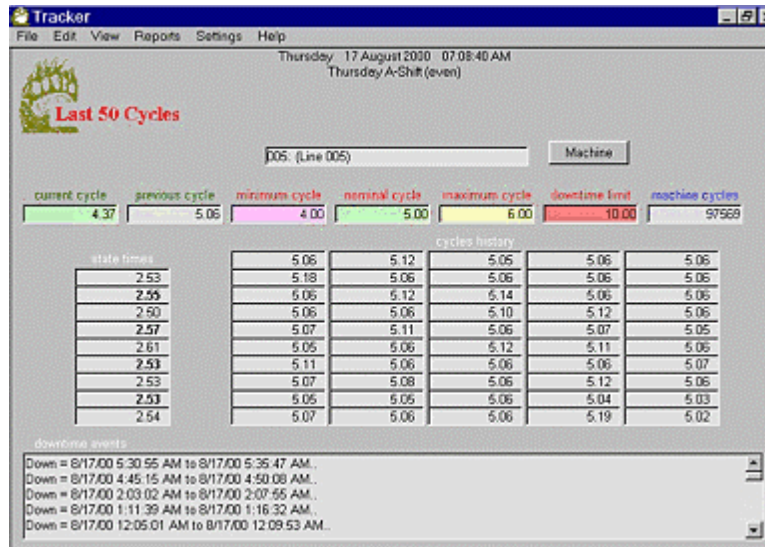 Tracker
File Edit View Reports Settings Help
Thursday 17 August 2000 07:08:40 AM
Thursday A-Shift (even)
Last 50 Cycles
005: (Line 005) Machine
current cycle previous cycle minimum cycle nominal cycle maximum cycle downtime limit machine cycles
4.37 5.06 4.00 5.00 6.00 10.00 97569
cycles history
state times 5.06 5.12 5.05 5.06 5.06
2.53 5.18 5.06 5.06 5.06 5.06
2.55 5.06 5.12 5.14 5.06 5.06
2.50 5.06 5.06 5.10 5.12 5.06
2.57 5.07 5.11 5.06 5.07 5.05
2.61 5.05 5.06 5.12 5.11 5.06
2.53 5.11 5.06 5.06 5.06 5.07
2.53 5.07 5.08 5.06 5.12 5.06
2.53 5.05 5.05 5.06 5.04 5.03
2.54 5.07 5.06 5.06 5.19 5.02
downtime events
Down = 8/17/00 5:30:55 AM to 8/17/00 5:35:47 AM..
Down = 8/17/00 4:45:15 AM to 8/17/00 4:50:08 AM..
Down = 8/17/00 2:03:02 AM to 8/17/00 2:07:55 AM..
Down = 8/17/00 1:11:39 AM to 8/17/00 1:16:32 AM..
Down = 8/17/00 12:05:01 AM to 8/17/00 12:09:53 AM..